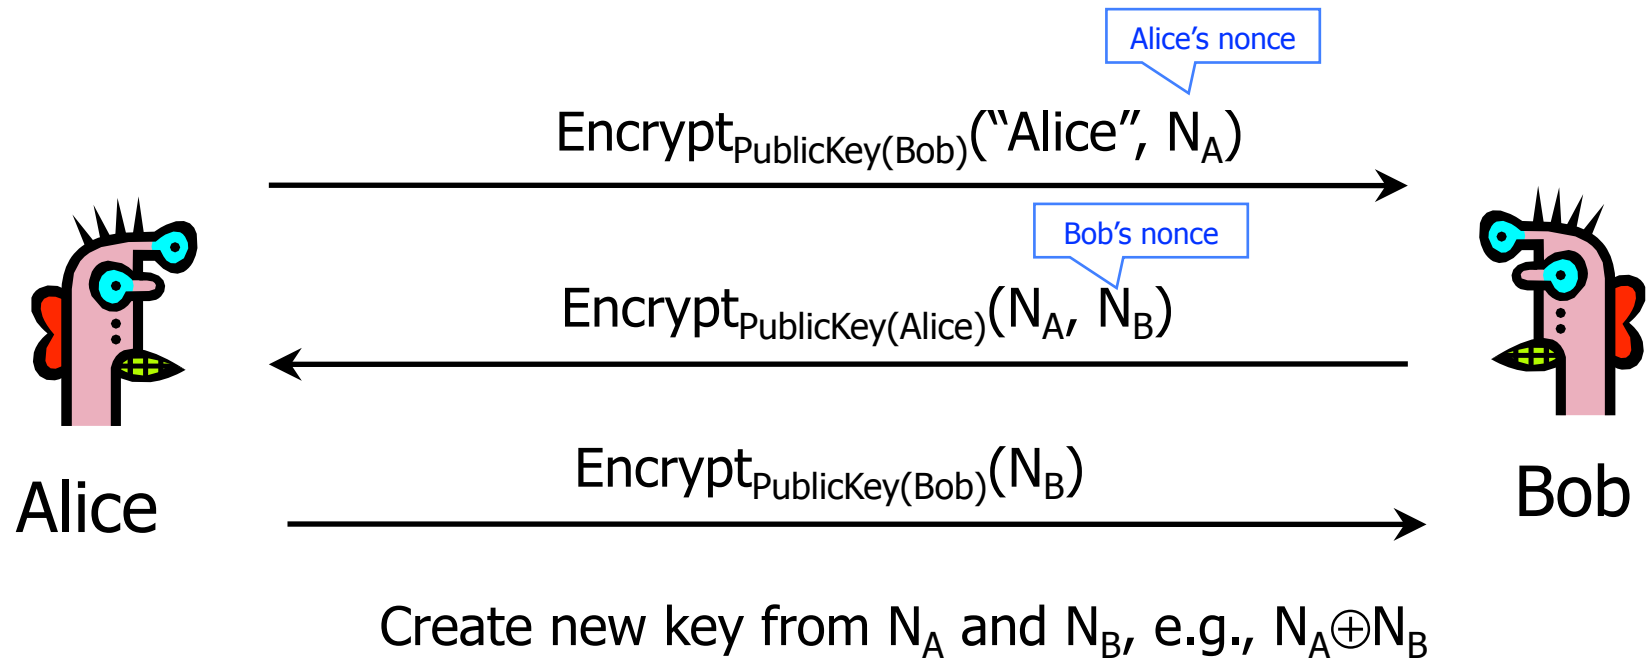 Alice's nonce
Encrypt_PublicKey(Bob)(“Alice”, N_A)
Bob's nonce
Encrypt_PublicKey(Alice)(N_A, N_B)
Encrypt_PublicKey(Bob)(N_B)
Alice
Bob
Create new key from N_A and N_B, e.g., N_A⊕N_B